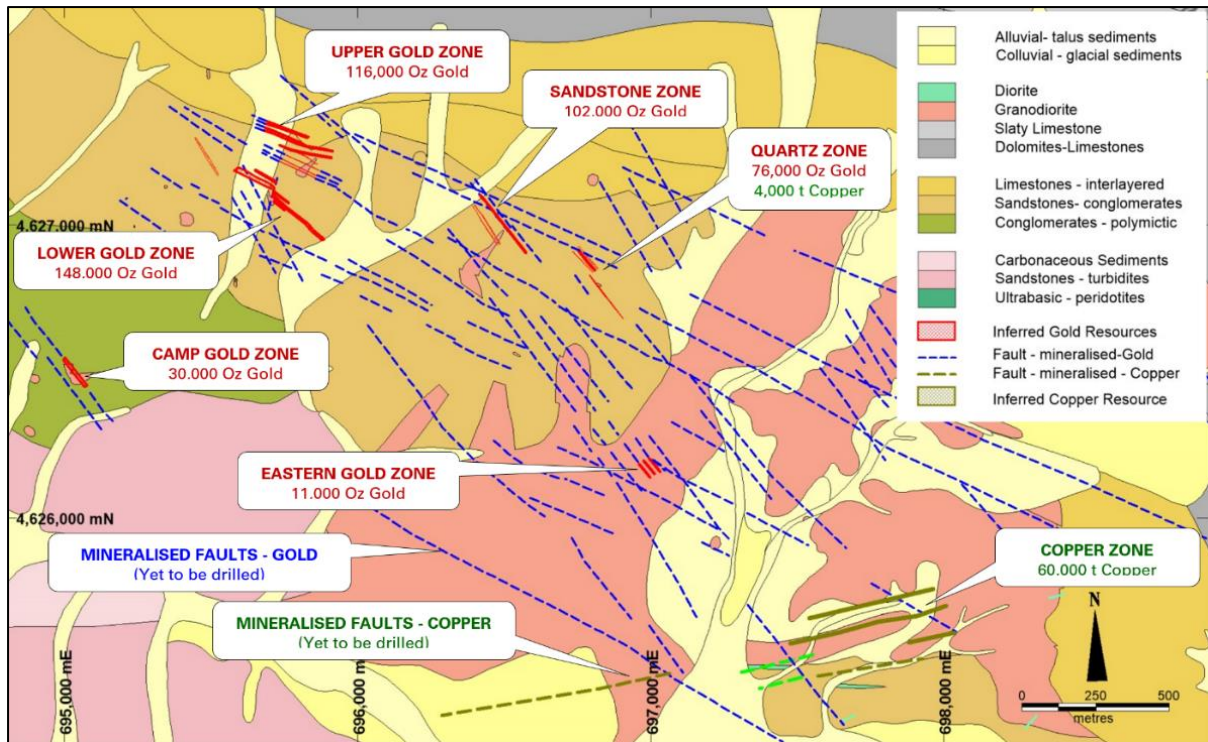 UPPER GOLD ZONE
116,000 Oz Gold
SANDSTONE ZONE
102.000 Oz Gold
QUARTZ ZONE
76,000 Oz Gold
4,000 t Copper
4,627.000 mN
LOWER GOLD ZONE
148.000 Oz Gold
CAMP GOLD ZONE
30.000 Oz Gold
EASTERN GOLD ZONE
11.000 Oz Gold
4,626,000 mN
MINERALISED FAULTS - GOLD
(Yet to be drilled)
COPPER ZONE
60.000 t Copper
MINERALISED FAULTS - COPPER
(Yet to be drilled)
695,000 mE
696,000 mE
697,000 mE
698,000 mE
Alluvial- talus sediments
Colluvial - glacial sediments
Diorite
Granodiorite
Slaty Limestone
Dolomites-Limestones
Limestones - interlayered
Sandstones- conglomerates
Conglomerates - polymictic
Carbonaceous Sediments
Sandstones - turbidites
Ultrabasic - peridotites
Inferred Gold Resources
Fault - mineralised-Gold
Fault - mineralised - Copper
Inferred Copper Resource
N
0 250 500
metres